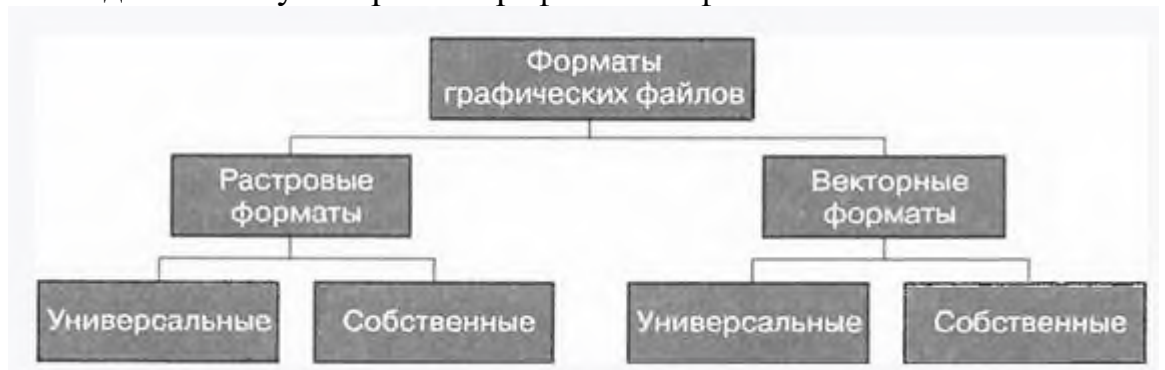 Форматы
графических файлов
Растровые
форматы
Векторные
форматы
Универсальные
Собственные
Универсальные
Собственные